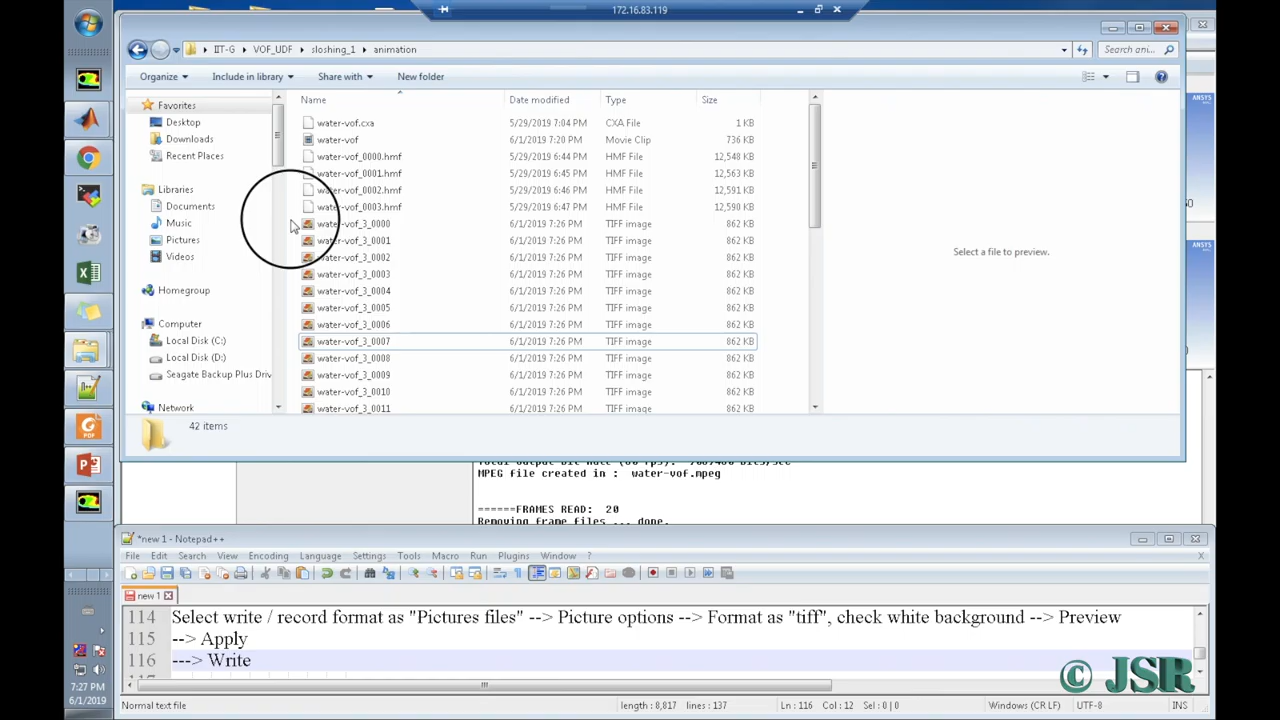 172.16.83.119
IIT-G VOF_UDF sloshing_1 animation
Search ani...
Organize Include in library Share with New folder
Name Date modified Type Size
Favorites
Desktop
Downloads
Recent Places
Libraries
Documents
Music
Pictures
Videos
Homegroup
Computer
Local Disk (C:)
Local Disk (D:)
Seagate Backup Plus Driv
Network
water-vof.cxa 5/29/2019 7:04 PM CXA File 1 KB
water-vof 6/1/2019 7:20 PM Movie Clip 736 KB
water-vof_0000.hmf 5/29/2019 6:44 PM HMF File 12,548 KB
water-vof_0001.hmf 5/29/2019 6:45 PM HMF File 12,563 KB
water-vof_0002.hmf 5/29/2019 6:46 PM HMF File 12,591 KB
water-vof_0003.hmf 5/29/2019 6:47 PM HMF File 12,590 KB
water-vof_3_0000 6/1/2019 7:26 PM TIFF image 862 KB
water-vof_3_0001 6/1/2019 7:26 PM TIFF image 862 KB
water-vof_3_0002 6/1/2019 7:26 PM TIFF image 862 KB
water-vof_3_0003 6/1/2019 7:26 PM TIFF image 862 KB
water-vof_3_0004 6/1/2019 7:26 PM TIFF image 862 KB
water-vof_3_0005 6/1/2019 7:26 PM TIFF image 862 KB
water-vof_3_0006 6/1/2019 7:26 PM TIFF image 862 KB
water-vof_3_0007 6/1/2019 7:26 PM TIFF image 862 KB
water-vof_3_0008 6/1/2019 7:26 PM TIFF image 862 KB
water-vof_3_0009 6/1/2019 7:26 PM TIFF image 862 KB
water-vof_3_0010 6/1/2019 7:26 PM TIFF image 862 KB
water-vof_3_0011 6/1/2019 7:26 PM TIFF image 862 KB
Select a file to preview.
42 items
ANSYS
ANSYS
MPEG file created in : water-vof.mpeg
======FRAMES READ: 20
Removing frame files ... done.
*new 1 - Notepad++
File Edit Search View Encoding Language Settings Tools Macro Run Plugins Window ?
X
new 1
114 Select write / record format as "Pictures files" --> Picture options --> Format as "tiff", check white background --> Preview
115 --> Apply
116 ---> Write
© JSR
Normal text file length : 8,817 lines : 137 Ln : 116 Col : 12 Sel : 0 | 0 Windows (CR LF) UTF-8 INS
7:27 PM
6/1/2019